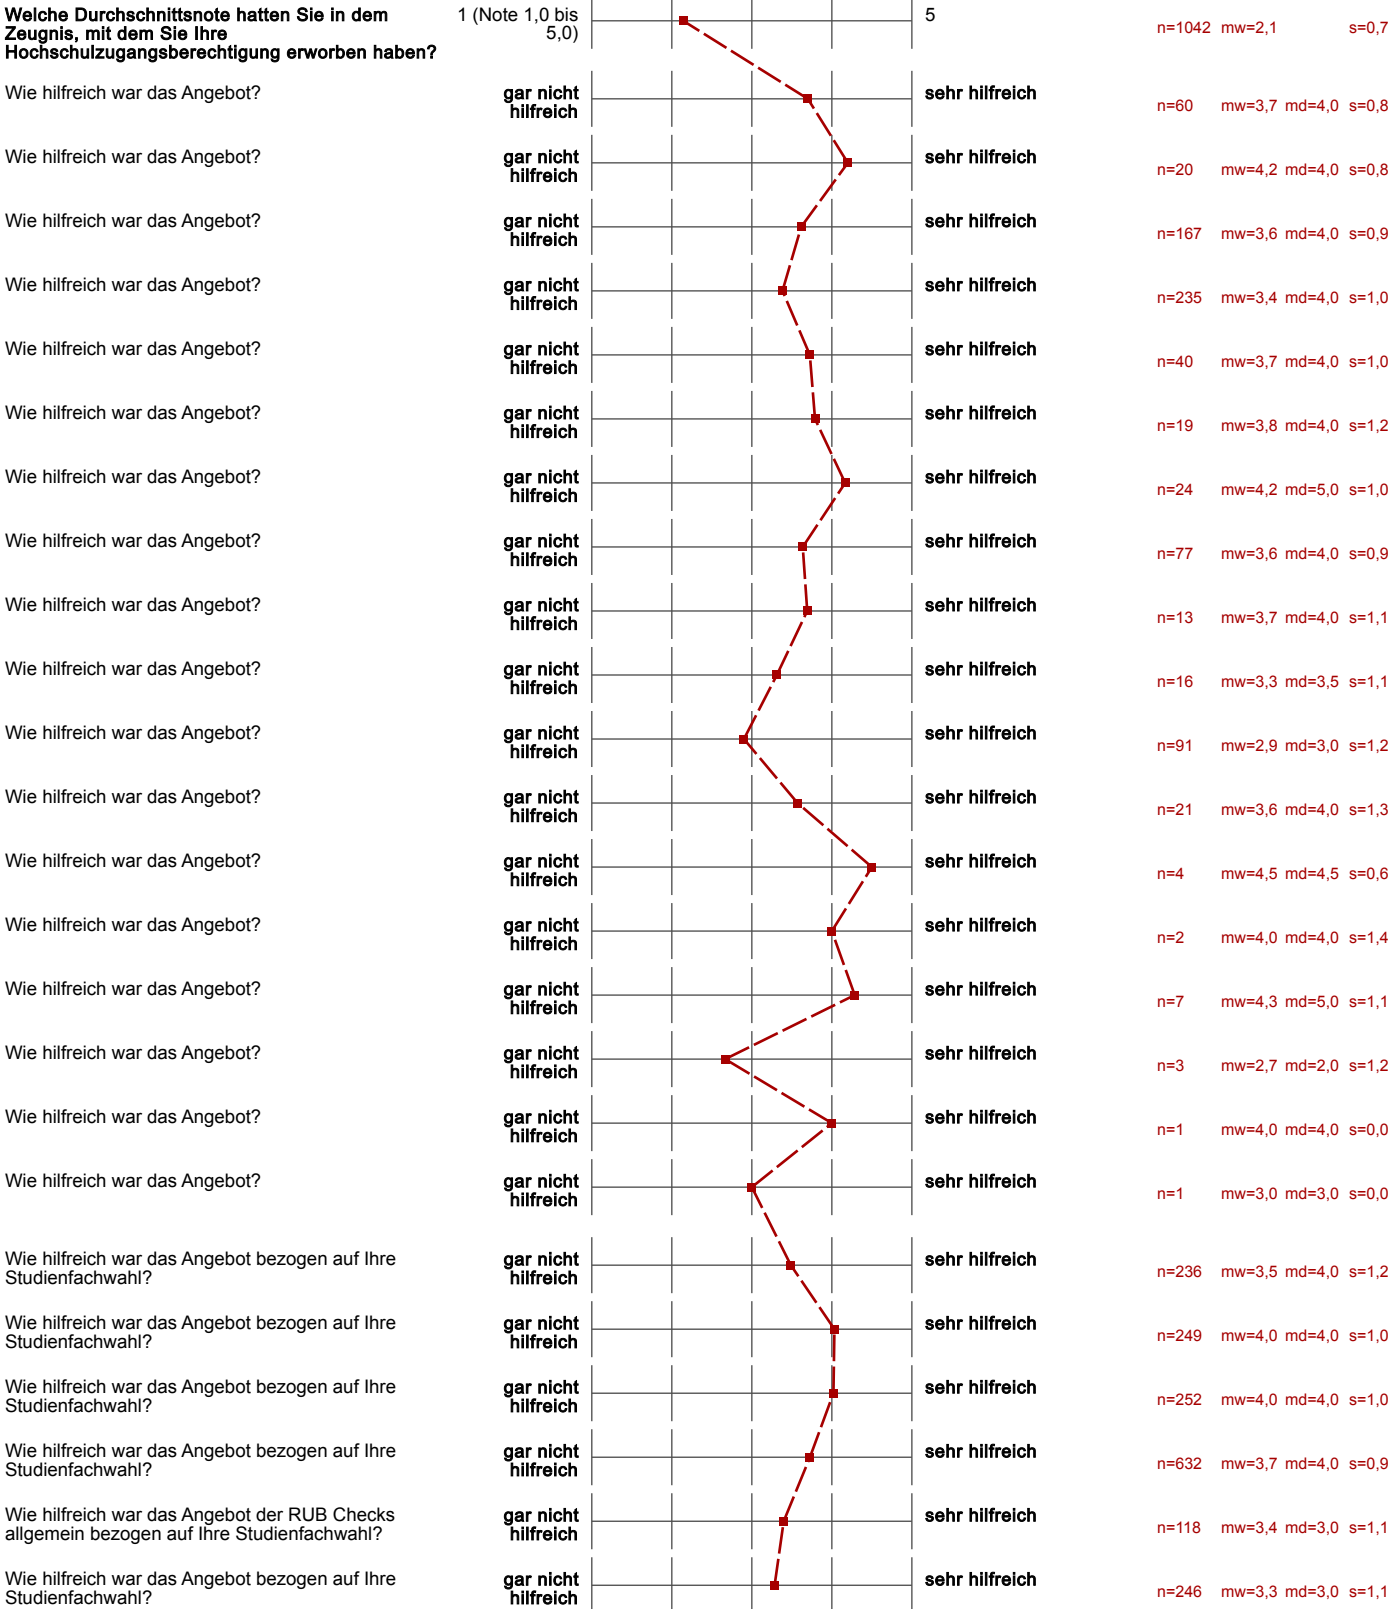 Welche Durchschnittsnote hatten Sie in dem
Zeugnis, mit dem Sie Ihre
Hochschulzugangsberechtigung erworben haben?
1 (Note 1,0 bis
5,0)
5
n=1042 mw=2,1 s=0,7
Wie hilfreich war das Angebot?
gar nicht
hilfreich
sehr hilfreich
n=60 mw=3,7 md=4,0 s=0,8
Wie hilfreich war das Angebot?
gar nicht
hilfreich
sehr hilfreich
n=20 mw=4,2 md=4,0 s=0,8
Wie hilfreich war das Angebot?
gar nicht
hilfreich
sehr hilfreich
n=167 mw=3,6 md=4,0 s=0,9
Wie hilfreich war das Angebot?
gar nicht
hilfreich
sehr hilfreich
n=235 mw=3,4 md=4,0 s=1,0
Wie hilfreich war das Angebot?
gar nicht
hilfreich
sehr hilfreich
n=40 mw=3,7 md=4,0 s=1,0
Wie hilfreich war das Angebot?
gar nicht
hilfreich
sehr hilfreich
n=19 mw=3,8 md=4,0 s=1,2
Wie hilfreich war das Angebot?
gar nicht
hilfreich
sehr hilfreich
n=24 mw=4,2 md=5,0 s=1,0
Wie hilfreich war das Angebot?
gar nicht
hilfreich
sehr hilfreich
n=77 mw=3,6 md=4,0 s=0,9
Wie hilfreich war das Angebot?
gar nicht
hilfreich
sehr hilfreich
n=13 mw=3,7 md=4,0 s=1,1
Wie hilfreich war das Angebot?
gar nicht
hilfreich
sehr hilfreich
n=16 mw=3,3 md=3,5 s=1,1
Wie hilfreich war das Angebot?
gar nicht
hilfreich
sehr hilfreich
n=91 mw=2,9 md=3,0 s=1,2
Wie hilfreich war das Angebot?
gar nicht
hilfreich
sehr hilfreich
n=21 mw=3,6 md=4,0 s=1,3
Wie hilfreich war das Angebot?
gar nicht
hilfreich
sehr hilfreich
n=4 mw=4,5 md=4,5 s=0,6
Wie hilfreich war das Angebot?
gar nicht
hilfreich
sehr hilfreich
n=2 mw=4,0 md=4,0 s=1,4
Wie hilfreich war das Angebot?
gar nicht
hilfreich
sehr hilfreich
n=7 mw=4,3 md=5,0 s=1,1
Wie hilfreich war das Angebot?
gar nicht
hilfreich
sehr hilfreich
n=3 mw=2,7 md=2,0 s=1,2
Wie hilfreich war das Angebot?
gar nicht
hilfreich
sehr hilfreich
n=1 mw=4,0 md=4,0 s=0,0
Wie hilfreich war das Angebot?
gar nicht
hilfreich
sehr hilfreich
n=1 mw=3,0 md=3,0 s=0,0
Wie hilfreich war das Angebot bezogen auf Ihre
Studienfachwahl?
gar nicht
hilfreich
sehr hilfreich
n=236 mw=3,5 md=4,0 s=1,2
Wie hilfreich war das Angebot bezogen auf Ihre
Studienfachwahl?
gar nicht
hilfreich
sehr hilfreich
n=249 mw=4,0 md=4,0 s=1,0
Wie hilfreich war das Angebot bezogen auf Ihre
Studienfachwahl?
gar nicht
hilfreich
sehr hilfreich
n=252 mw=4,0 md=4,0 s=1,0
Wie hilfreich war das Angebot bezogen auf Ihre
Studienfachwahl?
gar nicht
hilfreich
sehr hilfreich
n=632 mw=3,7 md=4,0 s=0,9
Wie hilfreich war das Angebot der RUB Checks
allgemein bezogen auf Ihre Studienfachwahl?
gar nicht
hilfreich
sehr hilfreich
n=118 mw=3,4 md=3,0 s=1,1
Wie hilfreich war das Angebot bezogen auf Ihre
Studienfachwahl?
gar nicht
hilfreich
sehr hilfreich
n=246 mw=3,3 md=3,0 s=1,1